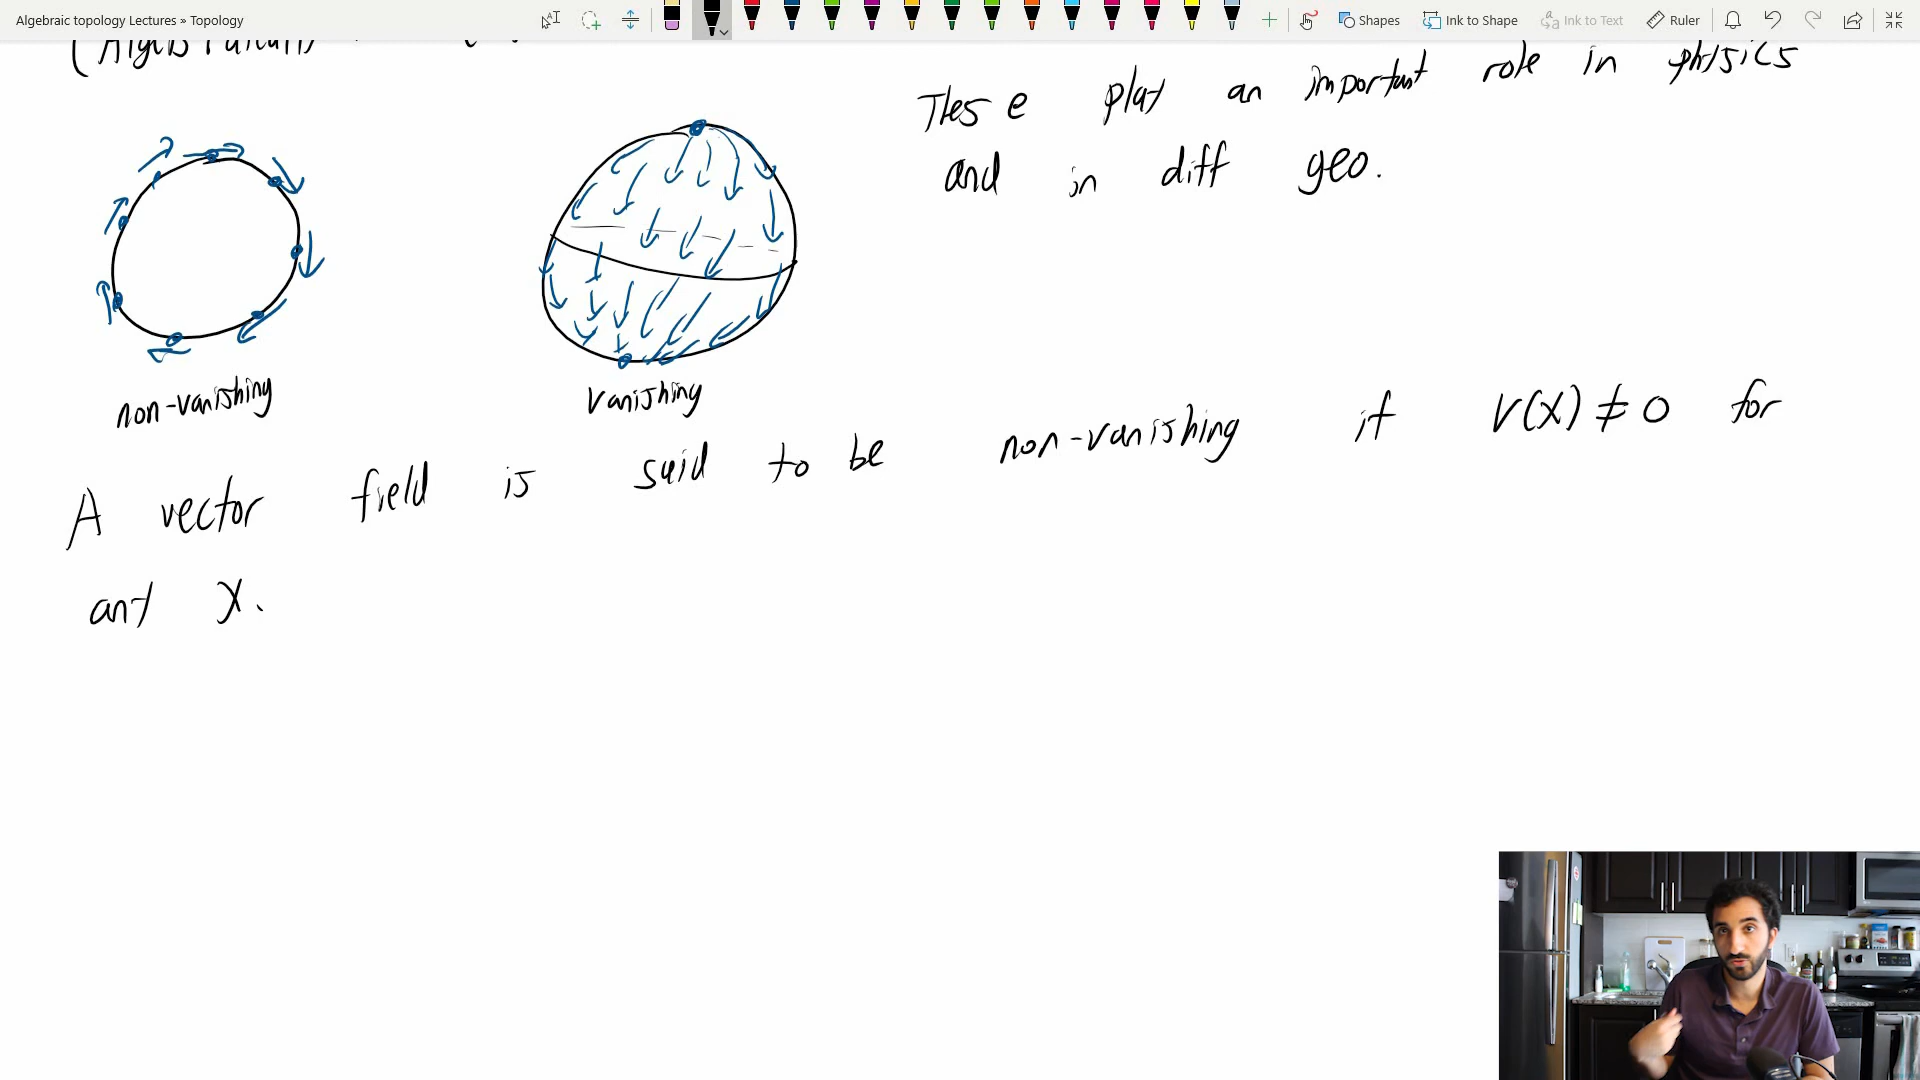 Algebraic topology Lectures » Topology
Shapes
Ink to Shape
Ink to Text
Ruler
These play an important role in physics
and in diff geo.
non-vanishing
vanishing
A vector field is said to be non-vanishing if V(x) ≠ 0 for
any x.